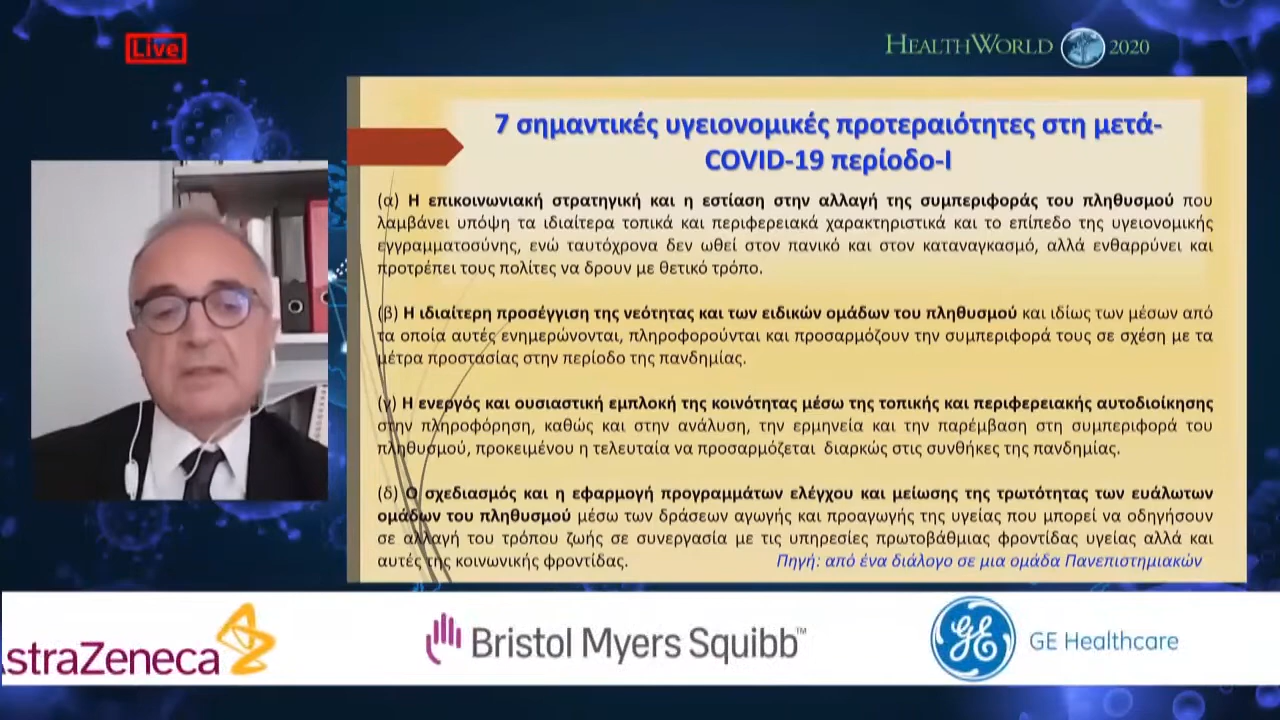 Live
HEALTHWORLD 2020
7 σημαντικές υγειονομικές προτεραιότητες στη μετά-
COVID-19 περίοδο-Ι
(α) Η επικοινωνιακή στρατηγική και η εστίαση στην αλλαγή της συμπεριφοράς του πληθυσμού που
λαμβάνει υπόψη τα ιδιαίτερα τοπικά και περιφερειακά χαρακτηριστικά και το επίπεδο της υγειονομικής
εγγραμματοσύνης, ενώ ταυτόχρονα δεν ωθεί στον πανικό και στον καταναγκασμό, αλλά ενθαρρύνει και
προτρέπει τους πολίτες να δρουν με θετικό τρόπο.
(β) Η ιδιαίτερη προσέγγιση της νεότητας και των ειδικών ομάδων του πληθυσμού και ιδίως των μέσων από
τα οποία αυτές ενημερώνονται, πληροφορούνται και προσαρμόζουν την συμπεριφορά τους σε σχέση με τα
μέτρα προστασίας στην περίοδο της πανδημίας.
(γ) Η ενεργός και ουσιαστική εμπλοκή της κοινότητας μέσω της τοπικής και περιφερειακής αυτοδιοίκησης
στην πληροφόρηση, καθώς και στην ανάλυση, την ερμηνεία και την παρέμβαση στη συμπεριφορά του
πληθυσμού, προκειμένου η τελευταία να προσαρμόζεται διαρκώς στις συνθήκες της πανδημίας.
(δ) Ο σχεδιασμός και η εφαρμογή προγραμμάτων ελέγχου και μείωσης της τρωτότητας των ευάλωτων
ομάδων του πληθυσμού μέσω των δράσεων αγωγής και προαγωγής της υγείας που μπορεί να οδηγήσουν
σε αλλαγή του τρόπου ζωής σε συνεργασία με τις υπηρεσίες πρωτοβάθμιας φροντίδας υγείας αλλά και
αυτές της κοινωνικής φροντίδας.
Πηγή: από ένα διάλογο σε μια ομάδα Πανεπιστημιακών
AstraZeneca
Bristol Myers Squibb™
GE GE Healthcare